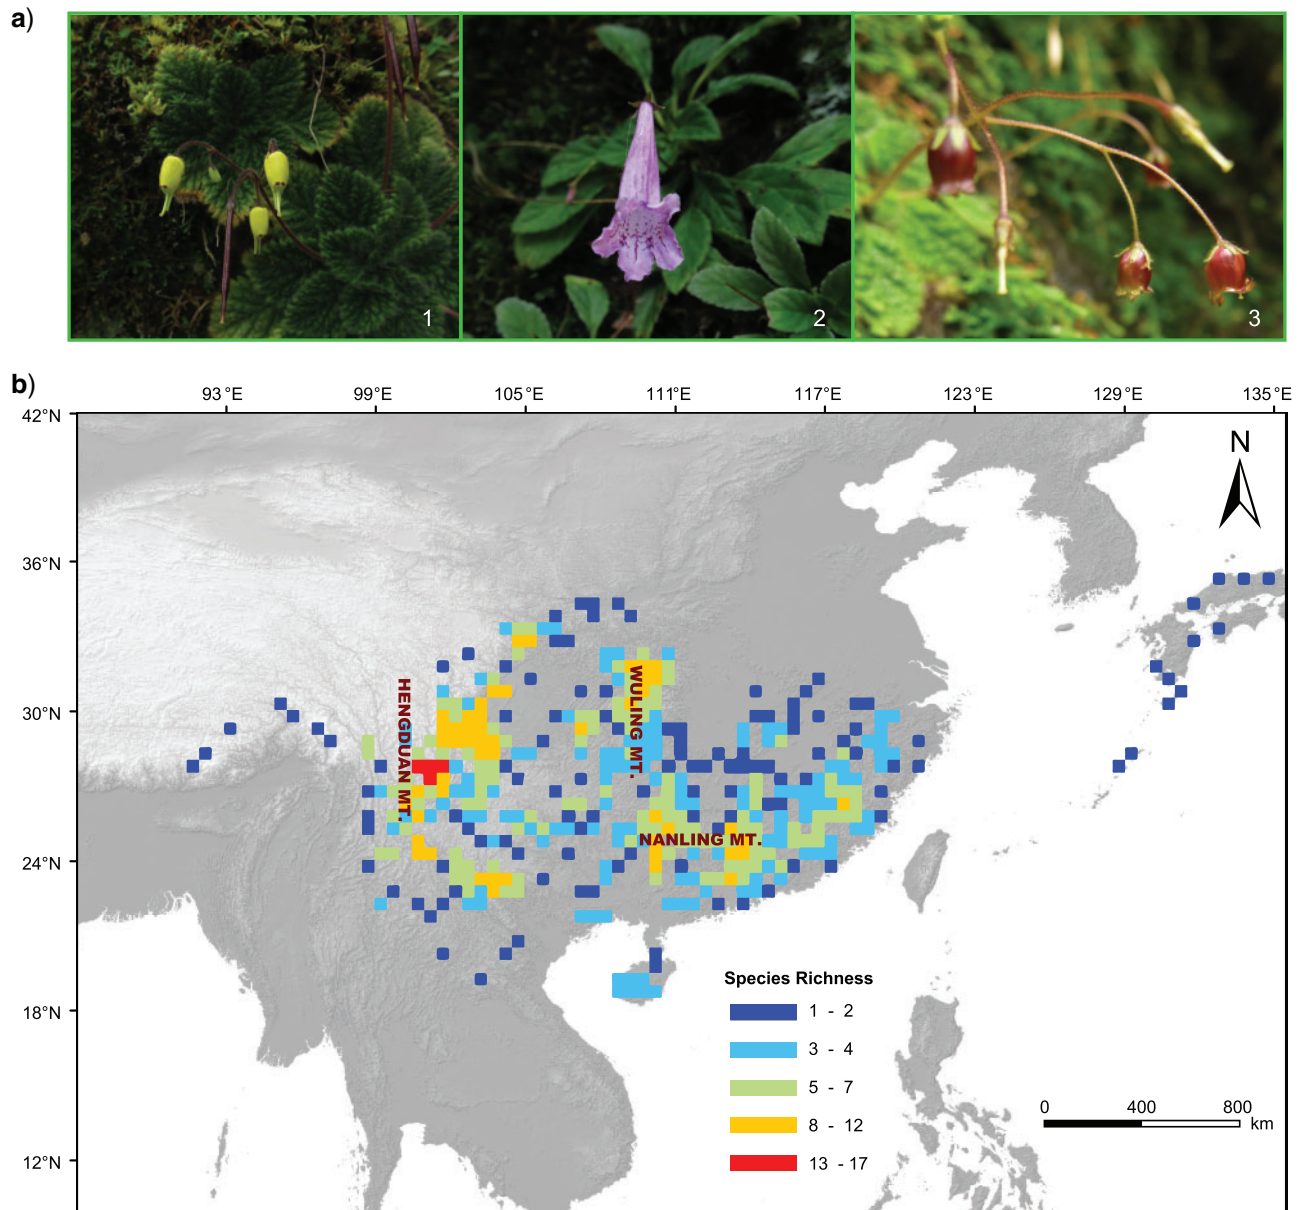 a)
1
2
3
b)
93°E 99°E 105°E 111°E 117°E 123°E 129°E 135°E
42°N
N
36°N
30°N
24°N
18°N
12°N
HENGDUAN MT.
WULING MT.
NANLING MT.
Species Richness
1 - 2
3 - 4
5 - 7
8 - 12
13 - 17
0 400 800
km